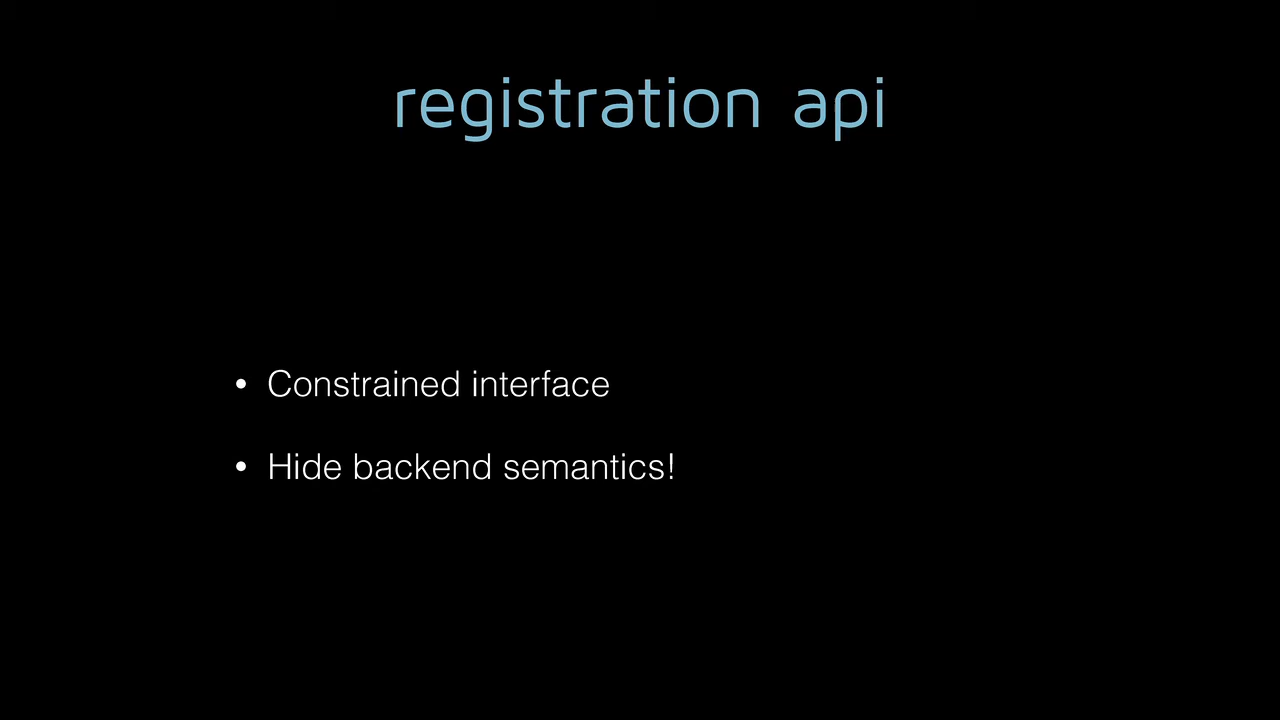 registration api
• Constrained interface
• Hide backend semantics!